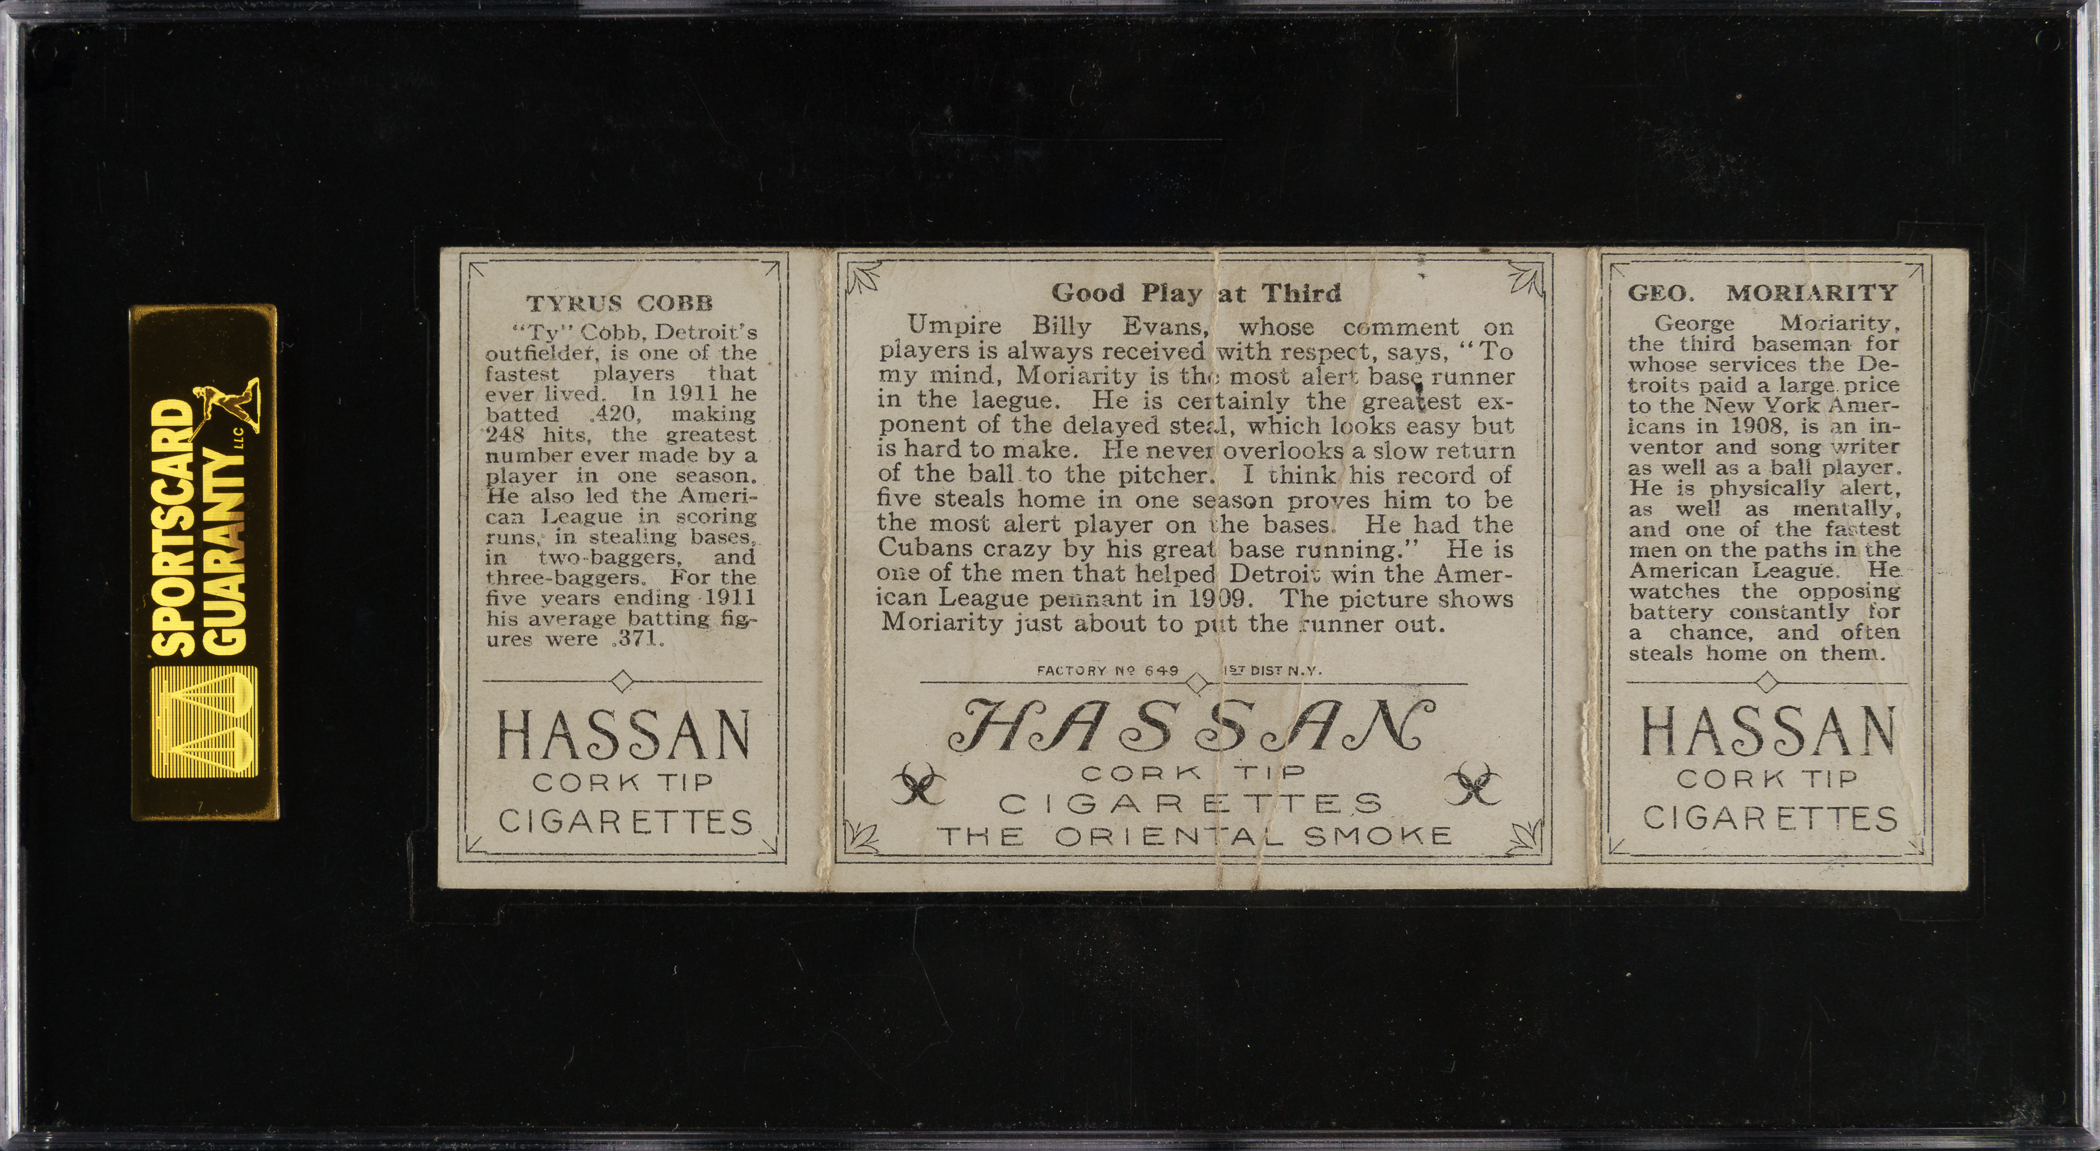 SPORTSCARD
GUARANTY LLC
TYRUS COBB
"Ty" Cobb, Detroit's
outfielder, is one of the
fastest players that
ever lived. In 1911 he
batted .420, making
248 hits, the greatest
number ever made by a
player in one season.
He also led the Ameri-
can League in scoring
runs, in stealing bases,
in two-baggers, and
three-baggers. For the
five years ending 1911
his average batting fig-
ures were .371.
HASSAN
CORK TIP
CIGARETTES
Good Play at Third
Umpire Billy Evans, whose comment on
players is always received with respect, says, "To
my mind, Moriarity is the most alert base runner
in the laegue. He is certainly the greatest ex-
ponent of the delayed steal, which looks easy but
is hard to make. He never overlooks a slow return
of the ball to the pitcher. I think his record of
five steals home in one season proves him to be
the most alert player on the bases. He had the
Cubans crazy by his great base running." He is
one of the men that helped Detroit win the Amer-
ican League pennant in 1909. The picture shows
Moriarity just about to put the runner out.
FACTORY No 649 1ST DIST N.Y.
HASSAN
CORK TIP
CIGARETTES
THE ORIENTAL SMOKE
GEO. MORIARITY
George Moriarity,
the third baseman for
whose services the De-
troits paid a large price
to the New York Amer-
icans in 1908, is an in-
ventor and song writer
as well as a ball player.
He is physically alert,
as well as mentally,
and one of the fastest
men on the paths in the
American League. He
watches the opposing
battery constantly for
a chance, and often
steals home on them.
HASSAN
CORK TIP
CIGARETTES